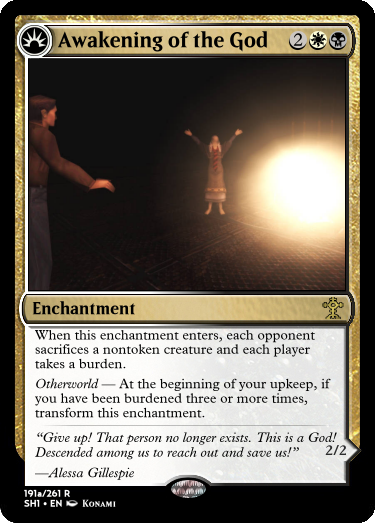 Awakening of the God 2
Enchantment
When this enchantment enters, each opponent
sacrifices a nontoken creature and each player
takes a burden.
Otherworld — At the beginning of your upkeep, if
you have been burdened three or more times,
transform this enchantment.
“Give up! That person no longer exists. This is a God!
Descended among us to reach out and save us!”
2/2
—Alessa Gillespie
191a/261 R
SH1 • EN Konami